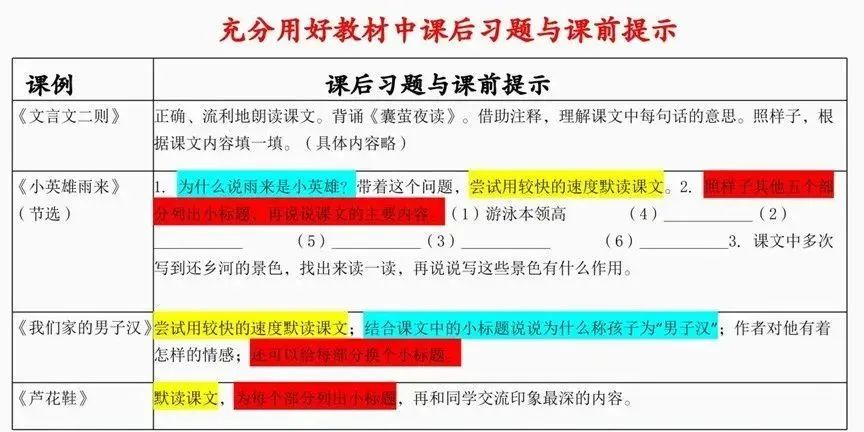 充分用好教材中课后习题与课前提示
课例
课后习题与课前提示
《文言文二则》
正确、流利地朗读课文。背诵《囊萤夜读》。借助注释，理解课文中每句话的意思。照样子，根
据课文内容填一填。（具体内容略）
《小英雄雨来》
（节选）
1. 为什么说雨来是小英雄？带着这个问题，尝试用较快的速度默读课文。2. 照样子其他五个部
分列出小标题、再说说课文的主要内容。（1）游泳本领高 （4）__________（2）
__________ （5）__________（3）__________ （6）__________3. 课文中多次
写到还乡河的景色，找出来读一读，再说说写这些景色有什么作用。
《我们家的男子汉》
尝试用较快的速度默读课文；结合课文中的小标题说说为什么称孩子为“男子汉”；作者对他有着
怎样的情感；还可以给每部分换个小标题。
《芦花鞋》
默读课文，为每个部分列出小标题，再和同学交流印象最深的内容。